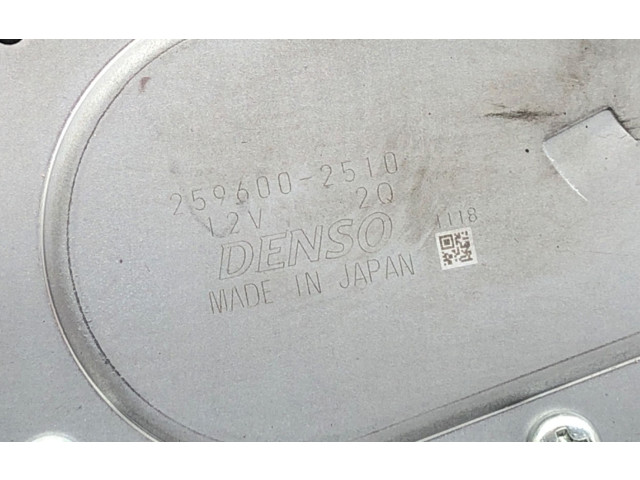 259600-2510
12V 2Q
DENSO 1118
MADE IN JAPAN